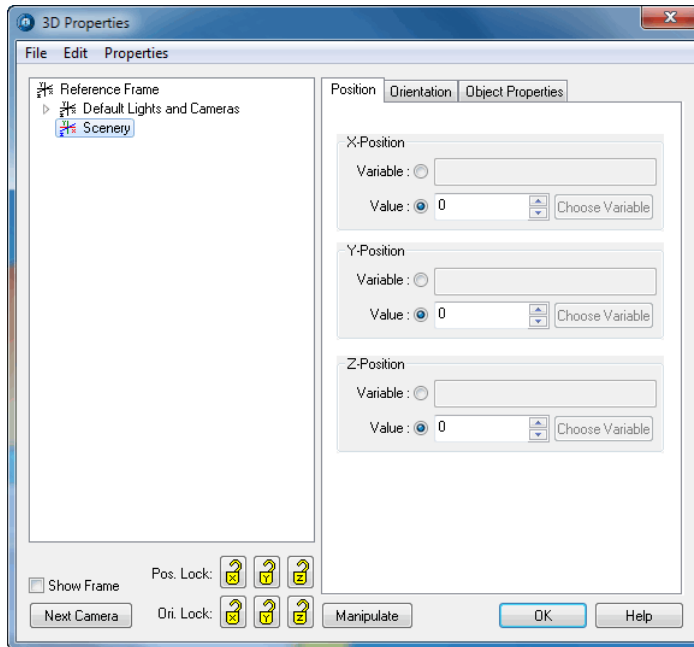 3D Properties
File Edit Properties
Reference Frame
Default Lights and Cameras
Scenery
Position Orientation Object Properties
X-Position
Variable :
Value : 0 Choose Variable
Y-Position
Variable :
Value : 0 Choose Variable
Z-Position
Variable :
Value : 0 Choose Variable
Show Frame Pos. Lock: X Y Z
Next Camera Ori. Lock: X Y Z Manipulate OK Help